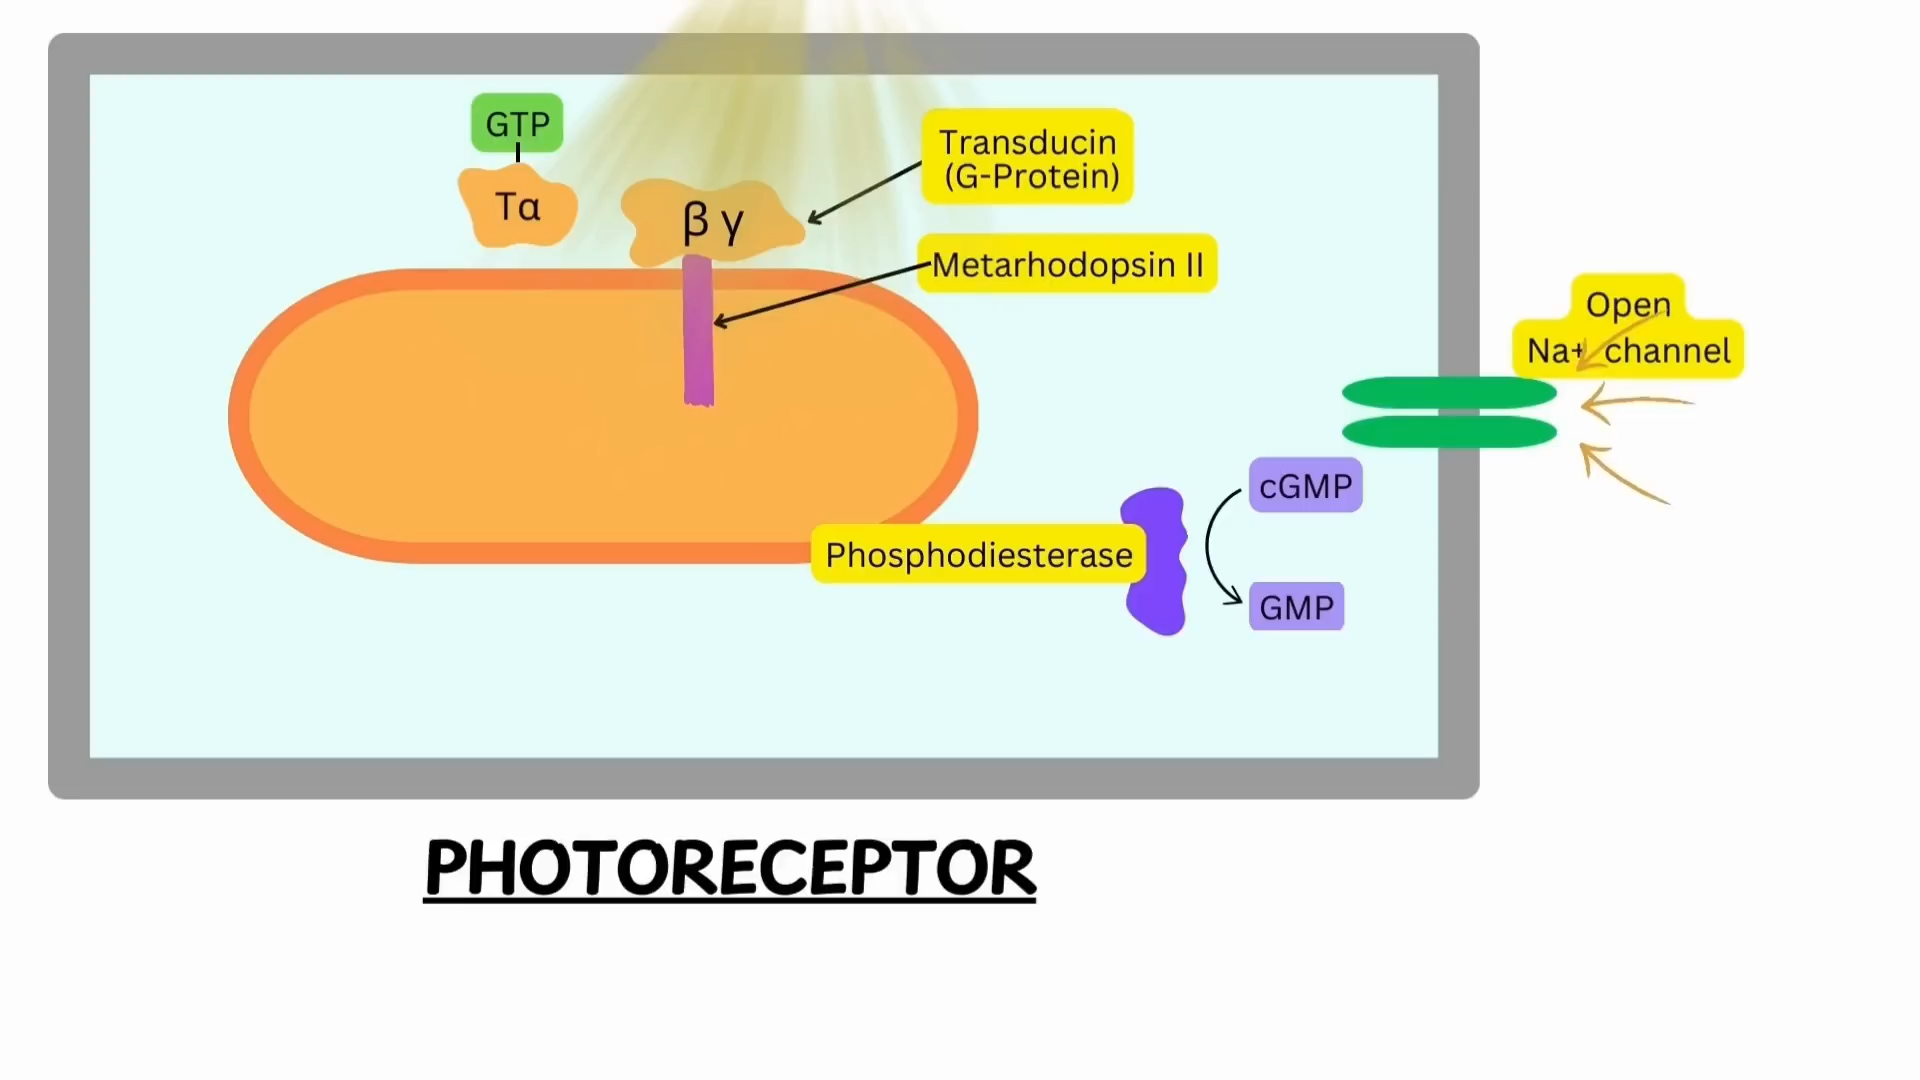 GTP
Tα
β γ
Transducin
(G-Protein)
Metarhodopsin II
Open
Na+ channel
cGMP
Phosphodiesterase
GMP
PHOTORECEPTOR